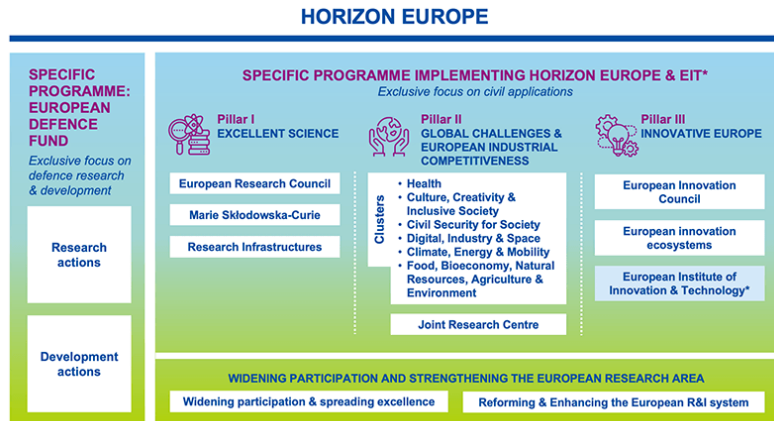 HORIZON EUROPE
SPECIFIC
PROGRAMME:
EUROPEAN
DEFENCE
FUND
Exclusive focus on
defence research
& development
Research
actions
Development
actions
SPECIFIC PROGRAMME IMPLEMENTING HORIZON EUROPE & EIT*
Exclusive focus on civil applications
Pillar I
EXCELLENT SCIENCE
European Research Council
Marie Skłodowska-Curie
Research Infrastructures
Pillar II
GLOBAL CHALLENGES &
EUROPEAN INDUSTRIAL
COMPETITIVENESS
Clusters
• Health
• Culture, Creativity &
Inclusive Society
• Civil Security for Society
• Digital, Industry & Space
• Climate, Energy & Mobility
• Food, Bioeconomy, Natural
Resources, Agriculture &
Environment
Joint Research Centre
Pillar III
INNOVATIVE EUROPE
European Innovation
Council
European innovation
ecosystems
European Institute of
Innovation & Technology*
WIDENING PARTICIPATION AND STRENGTHENING THE EUROPEAN RESEARCH AREA
Widening participation & spreading excellence
Reforming & Enhancing the European R&I system